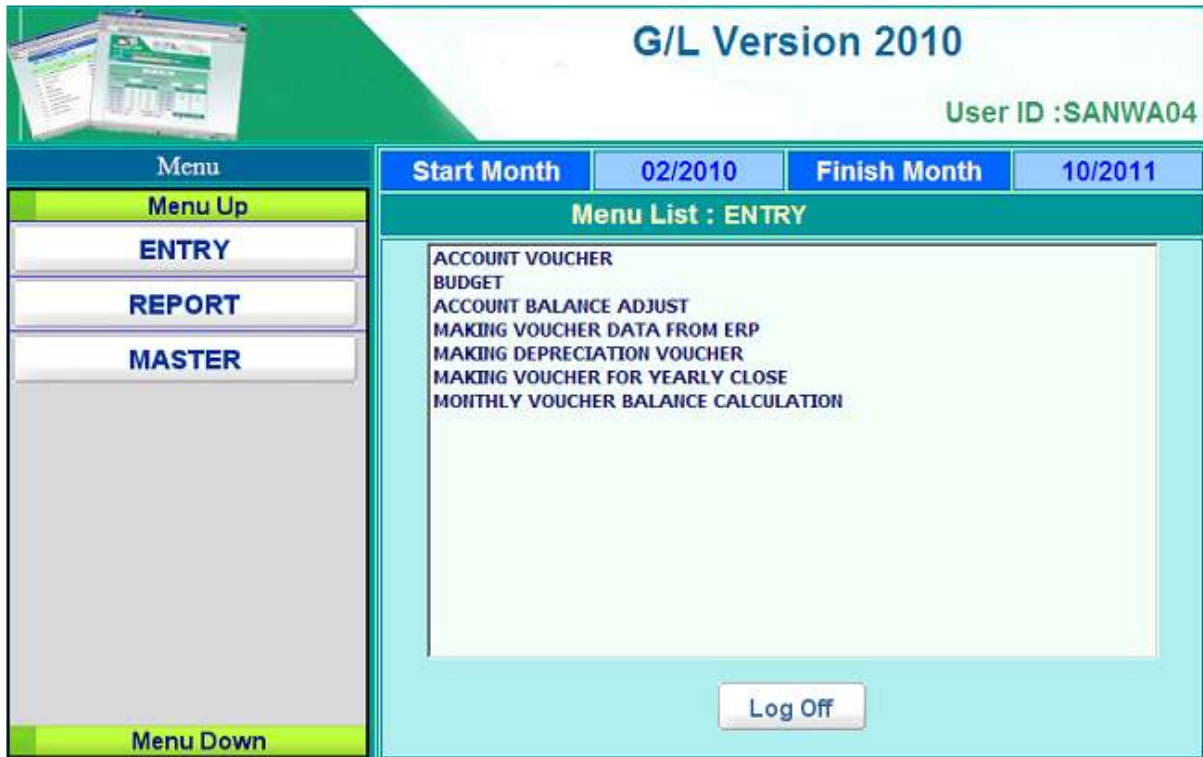 G/L Version 2010
User ID :SANWA04
Menu
Menu Up
ENTRY
REPORT
MASTER
Menu Down
Start Month 02/2010 Finish Month 10/2011
Menu List : ENTRY
ACCOUNT VOUCHER
BUDGET
ACCOUNT BALANCE ADJUST
MAKING VOUCHER DATA FROM ERP
MAKING DEPRECIATION VOUCHER
MAKING VOUCHER FOR YEARLY CLOSE
MONTHLY VOUCHER BALANCE CALCULATION
Log Off